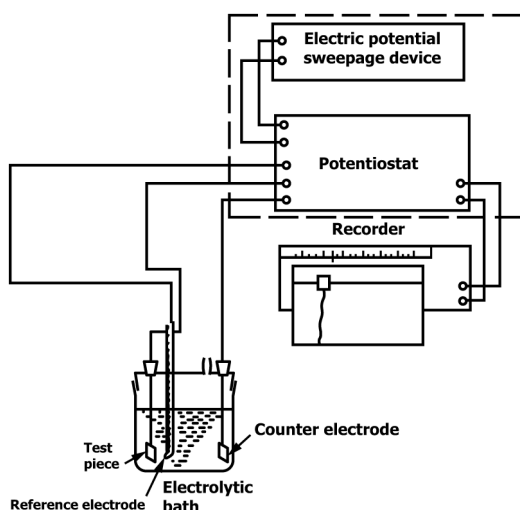 Electric potential
sweepage device
Potentiostat
Recorder
Counter electrode
Test
piece
Electrolytic
bath
Reference electrode